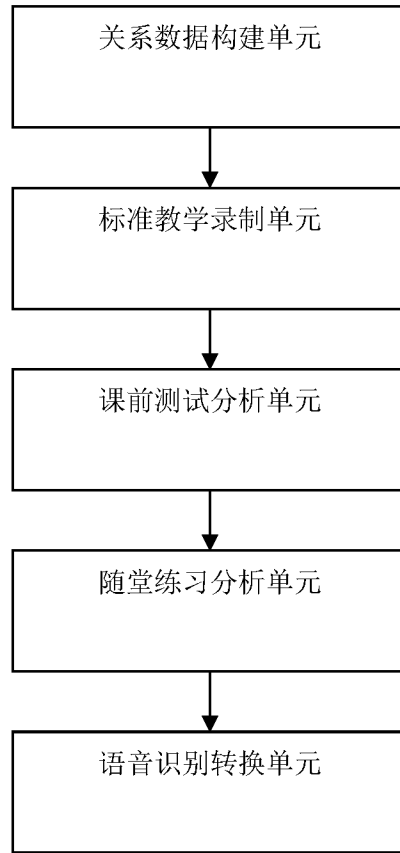 关系数据构建单元
标准教学录制单元
课前测试分析单元
随堂练习分析单元
语音识别转换单元